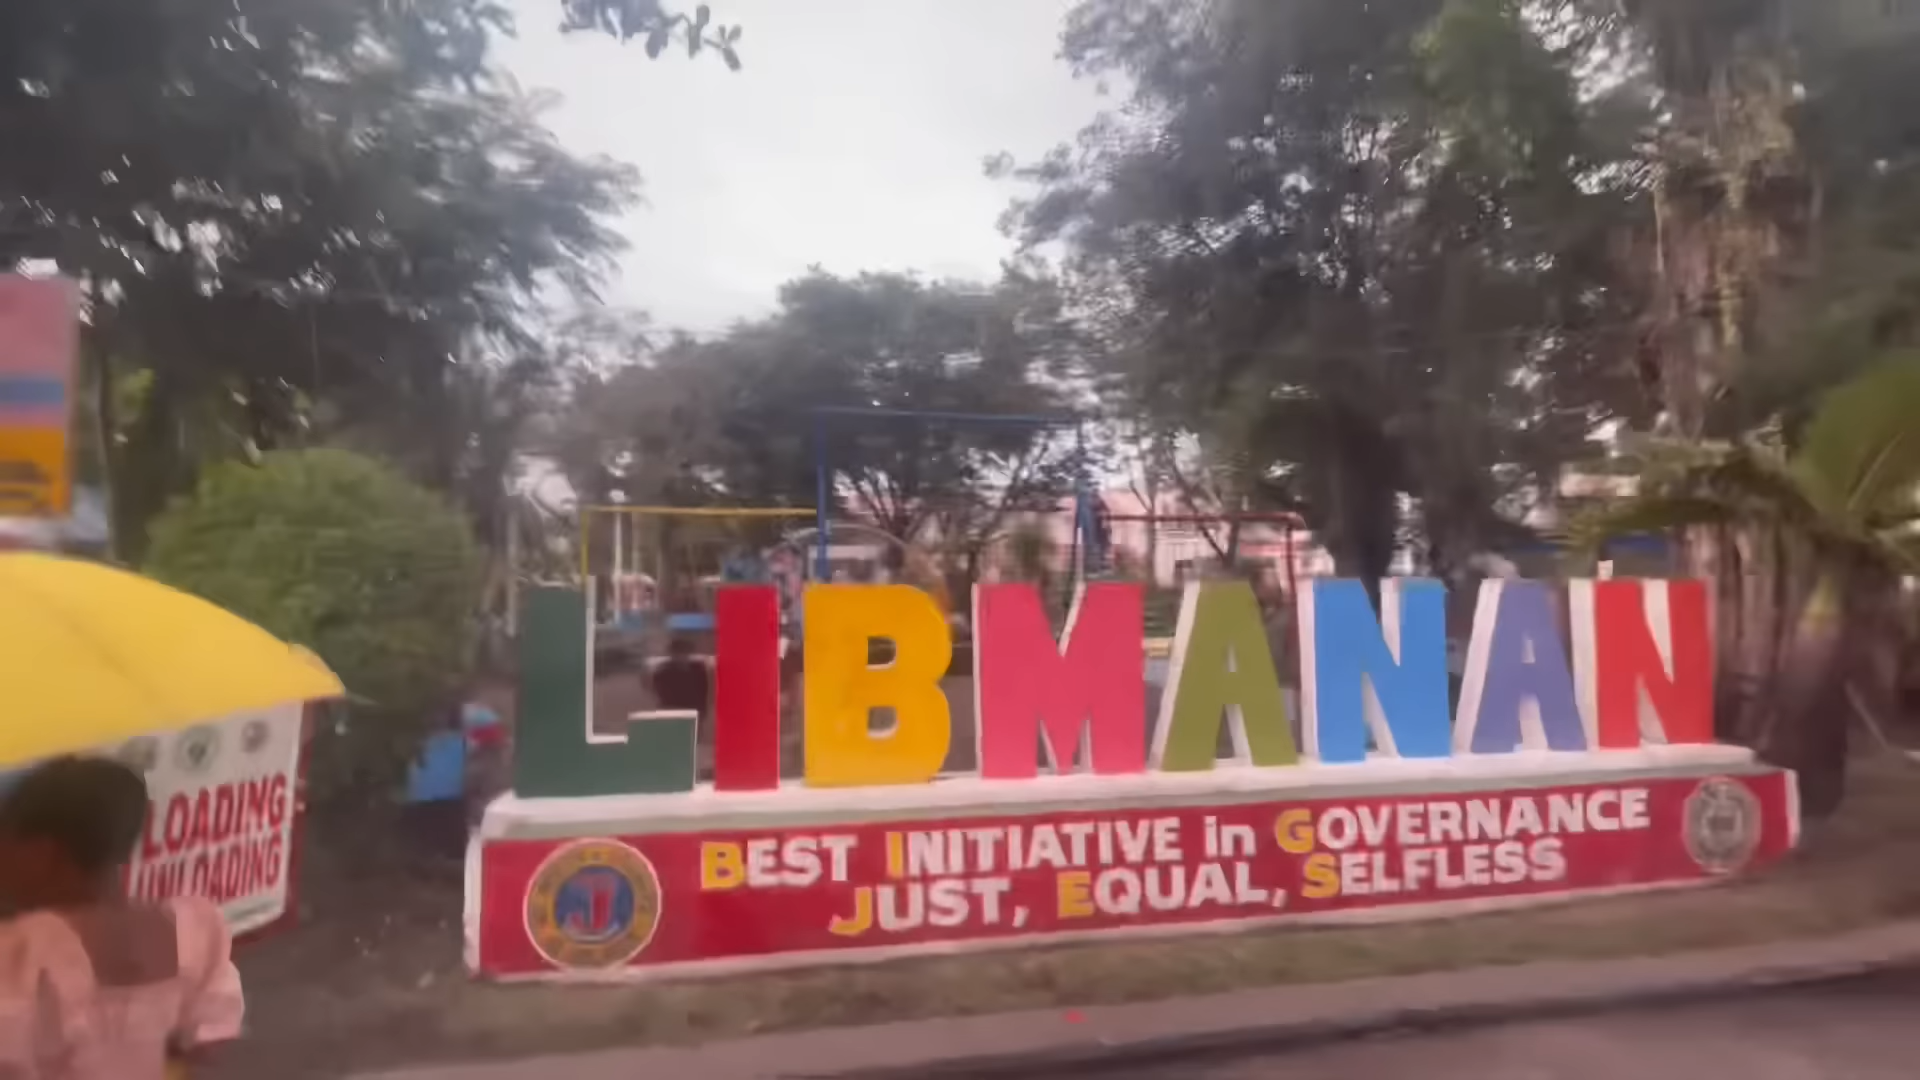 LIBMANAN
BEST INITIATIVE in GOVERNANCE
JUST, EQUAL, SELFLESS
LOADING
UNLOADING
J